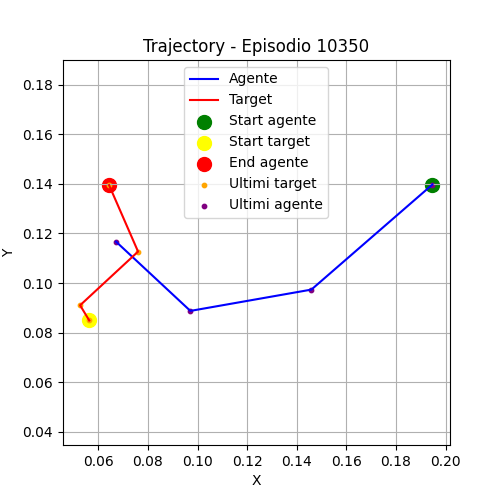 Trajectory - Episodio 10350
Agente
Target
Start agente
Start target
End agente
Ultimi target
Ultimi agente
0.18
0.16
0.14
0.12
0.10
0.08
0.06
0.04
Y
0.06 0.08 0.10 0.12 0.14 0.16 0.18 0.20
X